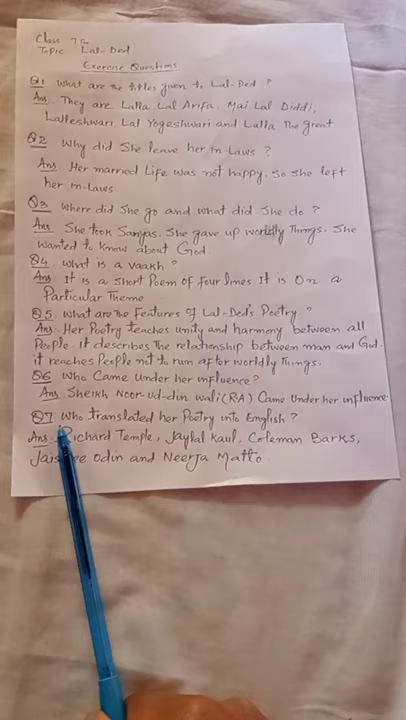 Class 7th
Topic Lal-Ded
Exercise Questions
Q1 What are the titles given to Lal-Ded?
Ans. They are Lalla, Lal Arifa, Mai Lal Diddi,
Lalleshwari, Lal Yogeshwari and Lalla The great
Q2 Why did She leave her in-Laws?
Ans. Her married Life was not happy. So She left
her in-Laws
Q3 Where did She go and what did She do?
Ans. She took Sanyas. She gave up worldly Things. She
wanted to know about God
Q4 What is a vaakh?
Ans It is a Short Poem of four lines It is On a
Particular Theme
Q5. What are the Features of Lal-Ded's Poetry?
Ans. Her Poetry teaches unity and harmony between all
People. It describes the relationship between man and God.
it teaches People not to run after worldly Things.
Q6 Who Came under her influence?
Ans. Sheikh Noor-ud-din wali (RA) Came under her influence
Q7 Who translated her Poetry into English?
Ans. Richard Temple, Jaylal Kaul, Coleman Barks,
Odin and Neerja Matto